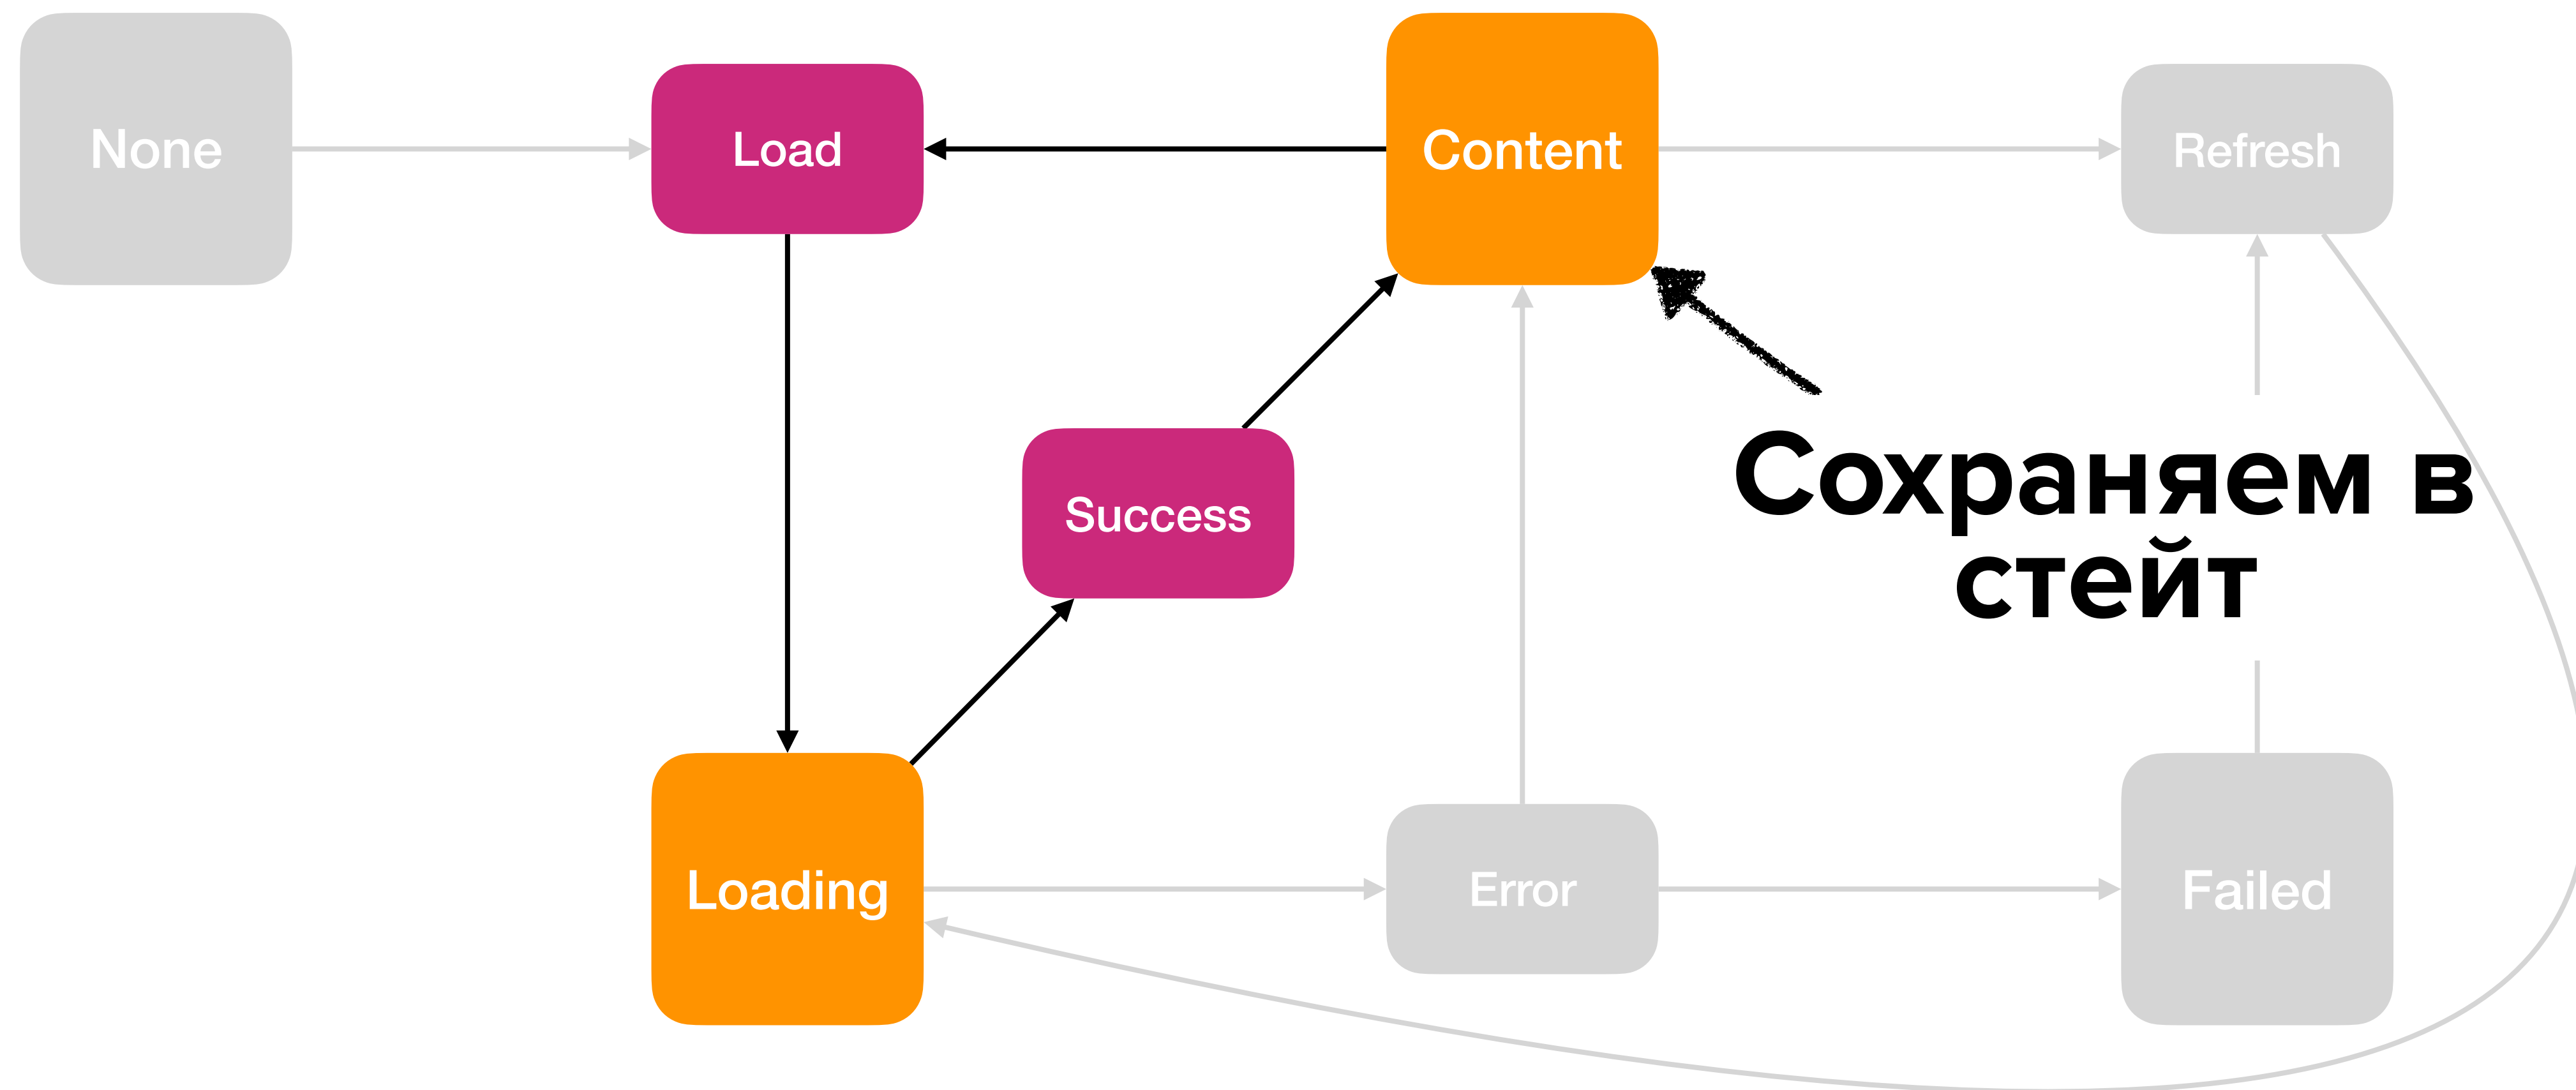 None
Load
Content
Refresh
Success
Сохраняем в
стейт
Loading
Error
Failed